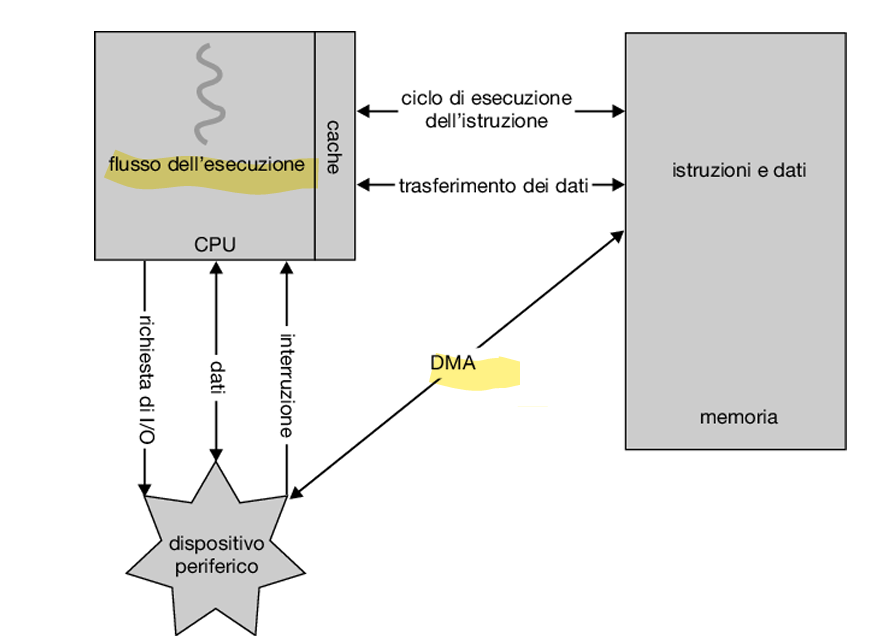 flusso dell'esecuzione
CPU
cache
ciclo di esecuzione
dell'istruzione
trasferimento dei dati
istruzioni e dati
memoria
richiesta di I/O
dati
interruzione
DMA
dispositivo
periferico